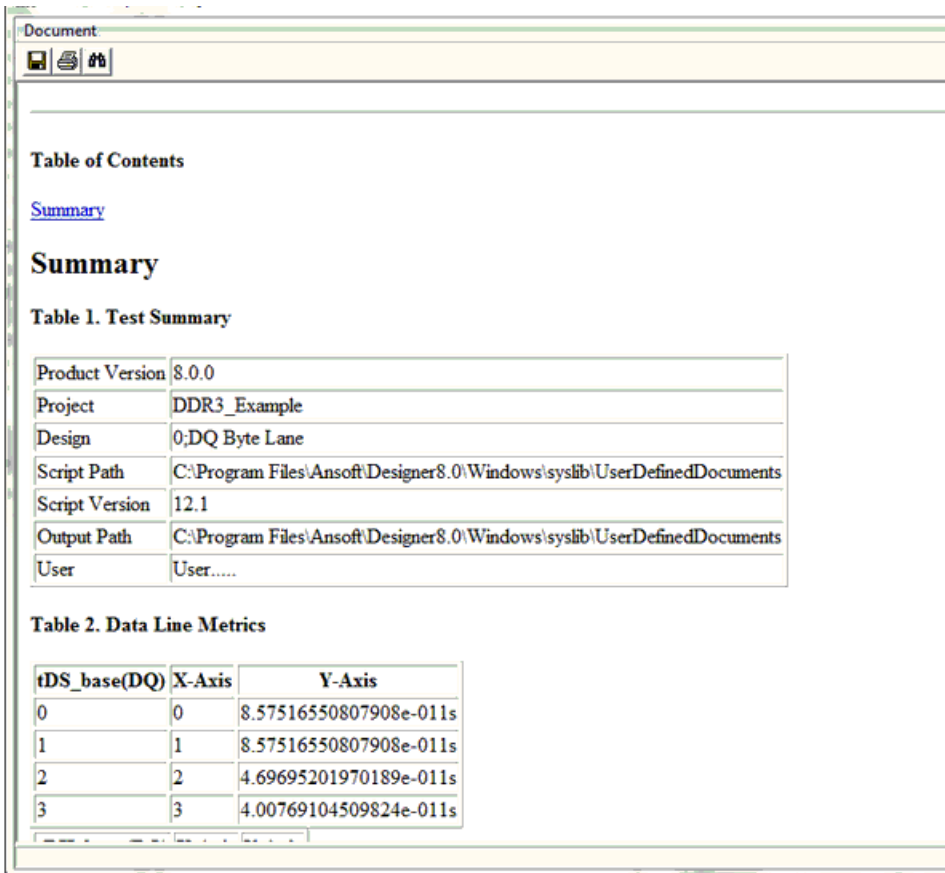 Document
Table of Contents
Summary
Summary
Table 1. Test Summary
Product Version 8.0.0
Project DDR3_Example
Design 0;DQ Byte Lane
Script Path C:\Program Files\Ansoft\Designer8.0\Windows\syslib\UserDefinedDocuments
Script Version 12.1
Output Path C:\Program Files\Ansoft\Designer8.0\Windows\syslib\UserDefinedDocuments
User User.....
Table 2. Data Line Metrics
tDS_base(DQ) X-Axis Y-Axis
0 0 8.57516550807908e-011s
1 1 8.57516550807908e-011s
2 2 4.69695201970189e-011s
3 3 4.00769104509824e-011s